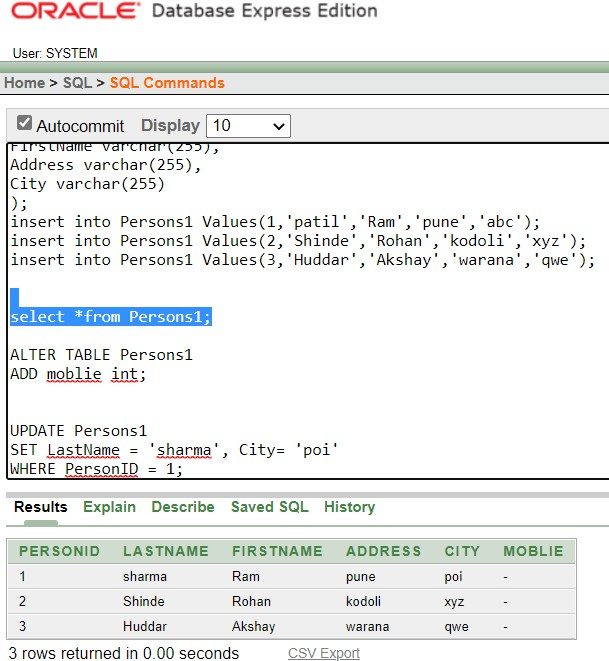 ORACLE® Database Express Edition
User: SYSTEM
Home > SQL > SQL Commands
Autocommit Display 10
FirstName varchar(255),
Address varchar(255),
City varchar(255)
);
insert into Persons1 Values(1,'patil','Ram','pune','abc');
insert into Persons1 Values(2,'Shinde','Rohan','kodoli','xyz');
insert into Persons1 Values(3,'Huddar','Akshay','warana','qwe');
select *from Persons1;
ALTER TABLE Persons1
ADD moblie int;
UPDATE Persons1
SET LastName = 'sharma', City= 'poi'
WHERE PersonID = 1;
Results Explain Describe Saved SQL History
PERSONID LASTNAME FIRSTNAME ADDRESS CITY MOBLIE
1 sharma Ram pune poi -
2 Shinde Rohan kodoli xyz -
3 Huddar Akshay warana qwe -
3 rows returned in 0.00 seconds CSV Export